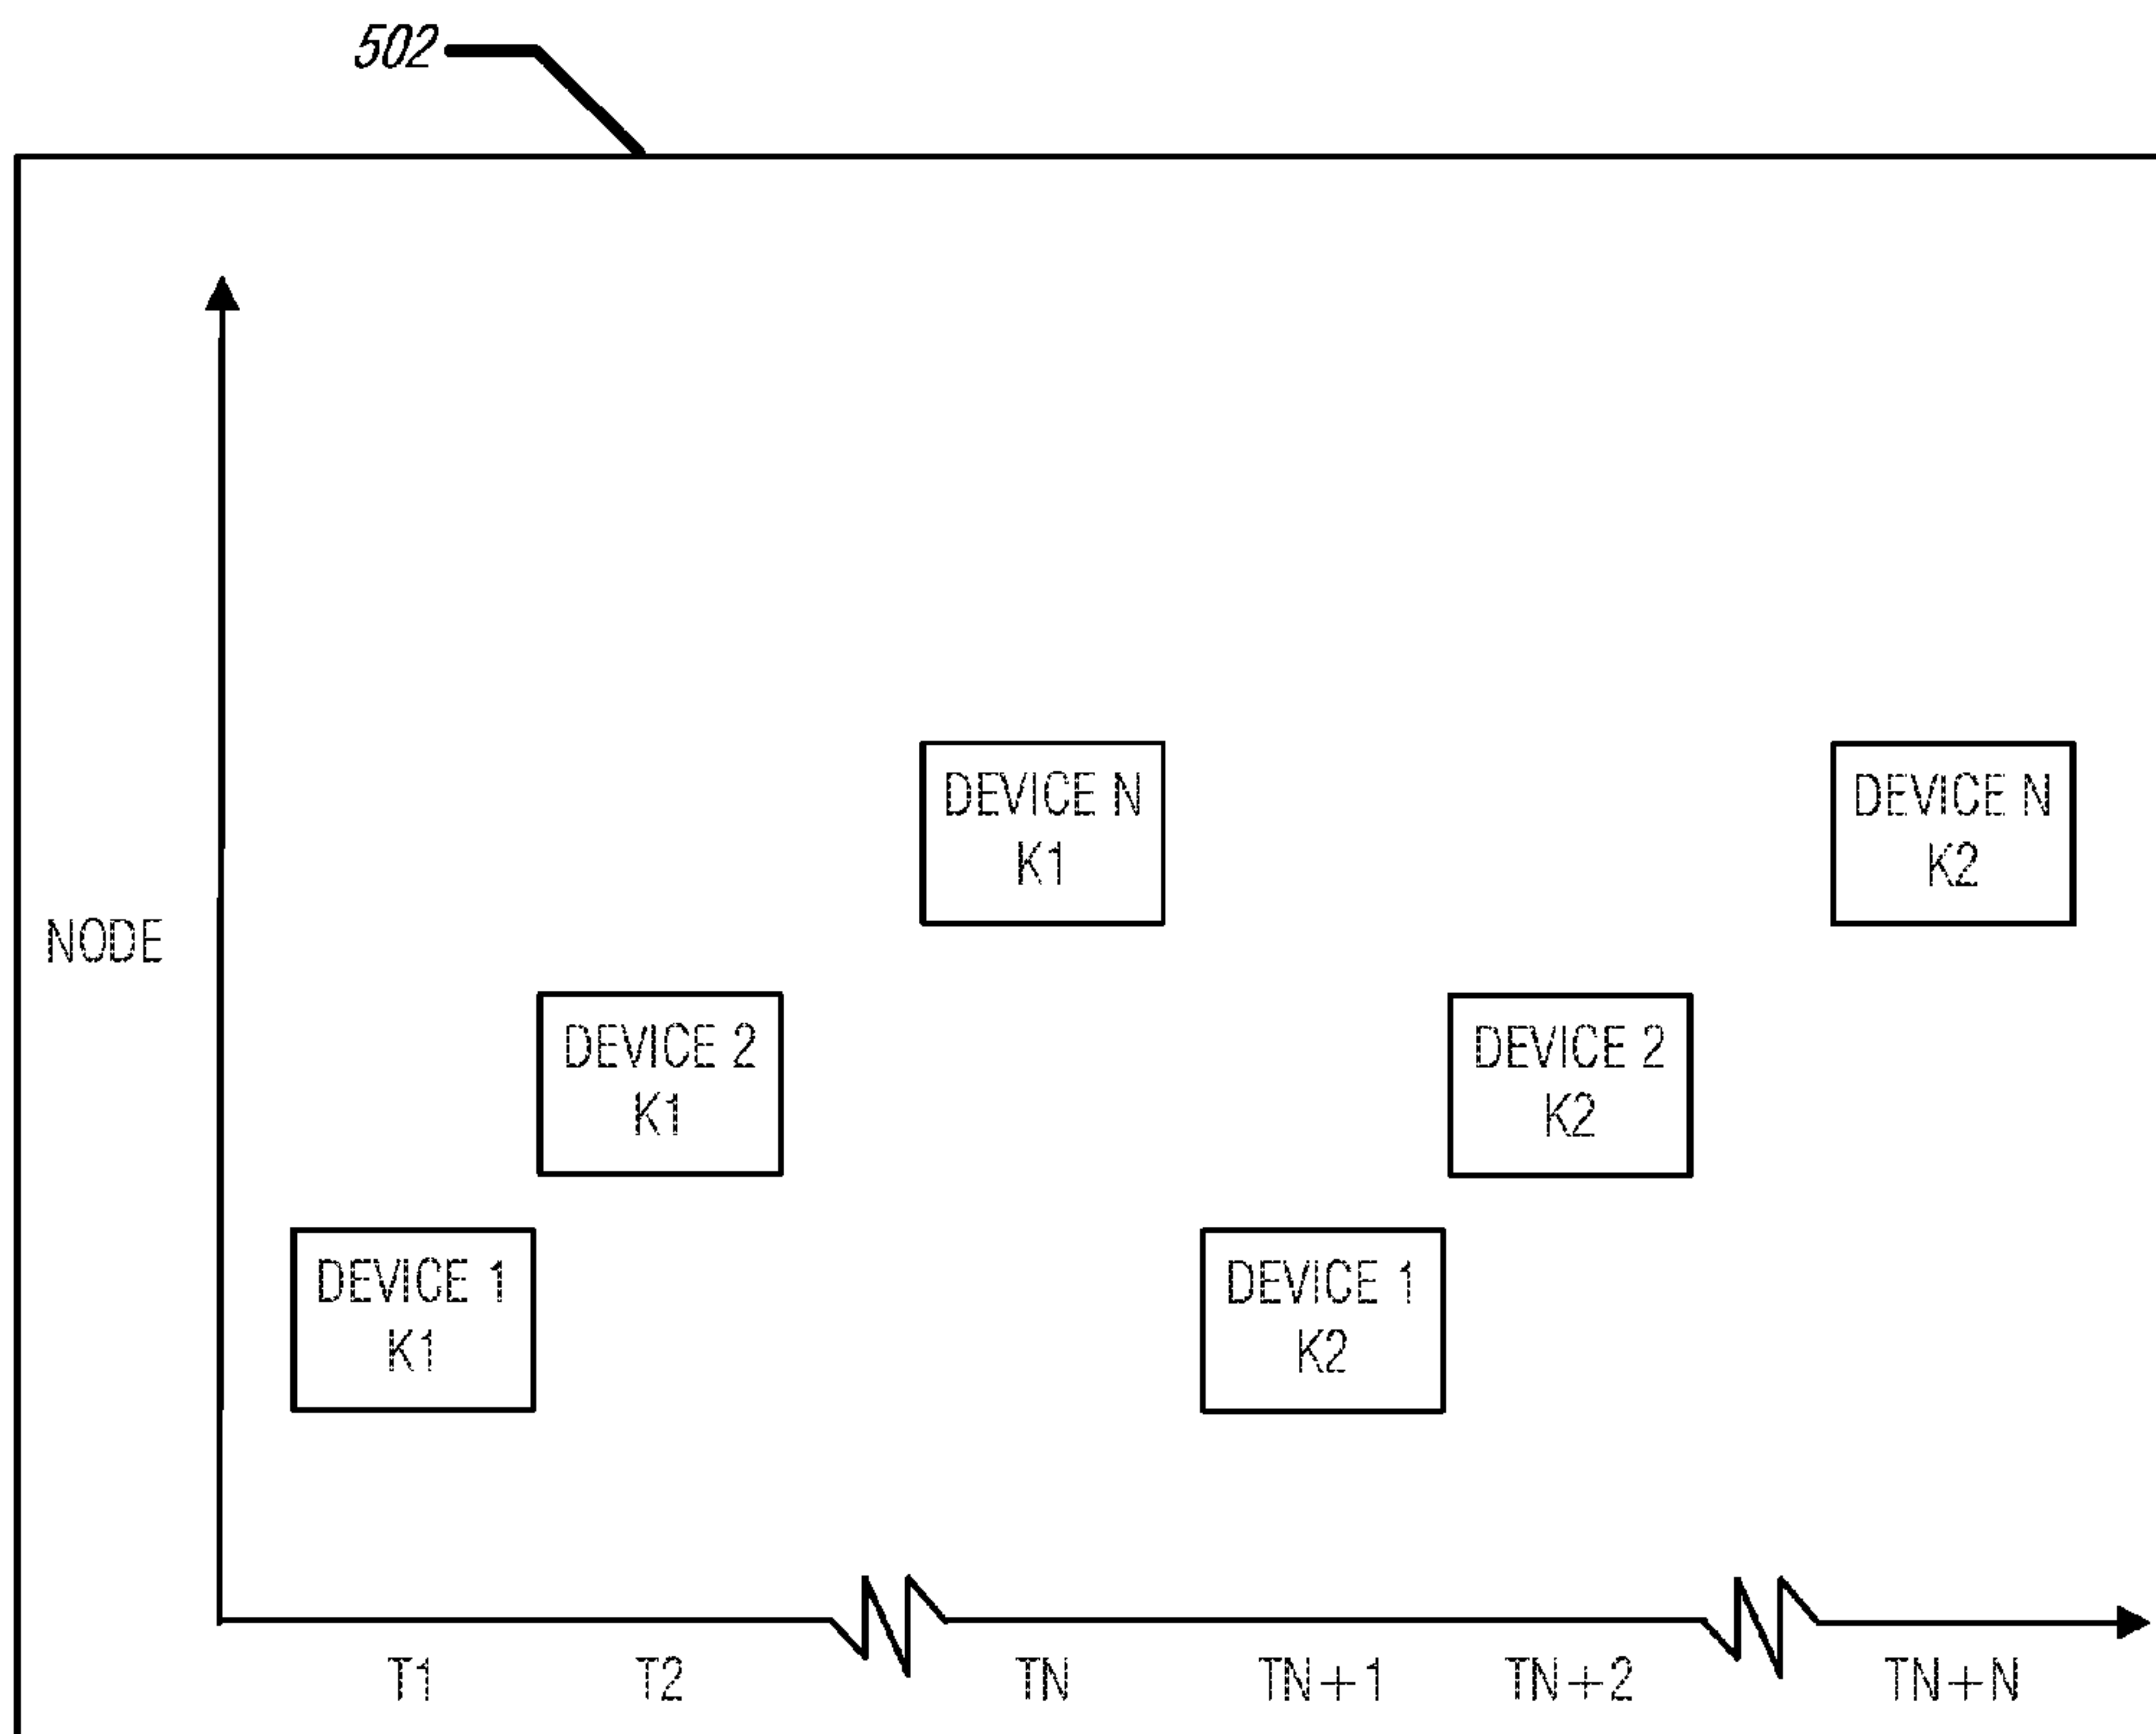 502
DEVICE N
K1
DEVICE N
K2
NODE
DEVICE 2
K1
DEVICE 2
K2
DEVICE 1
K1
DEVICE 1
K2
T1 T2 TN TN+1 TN+2 TN+N